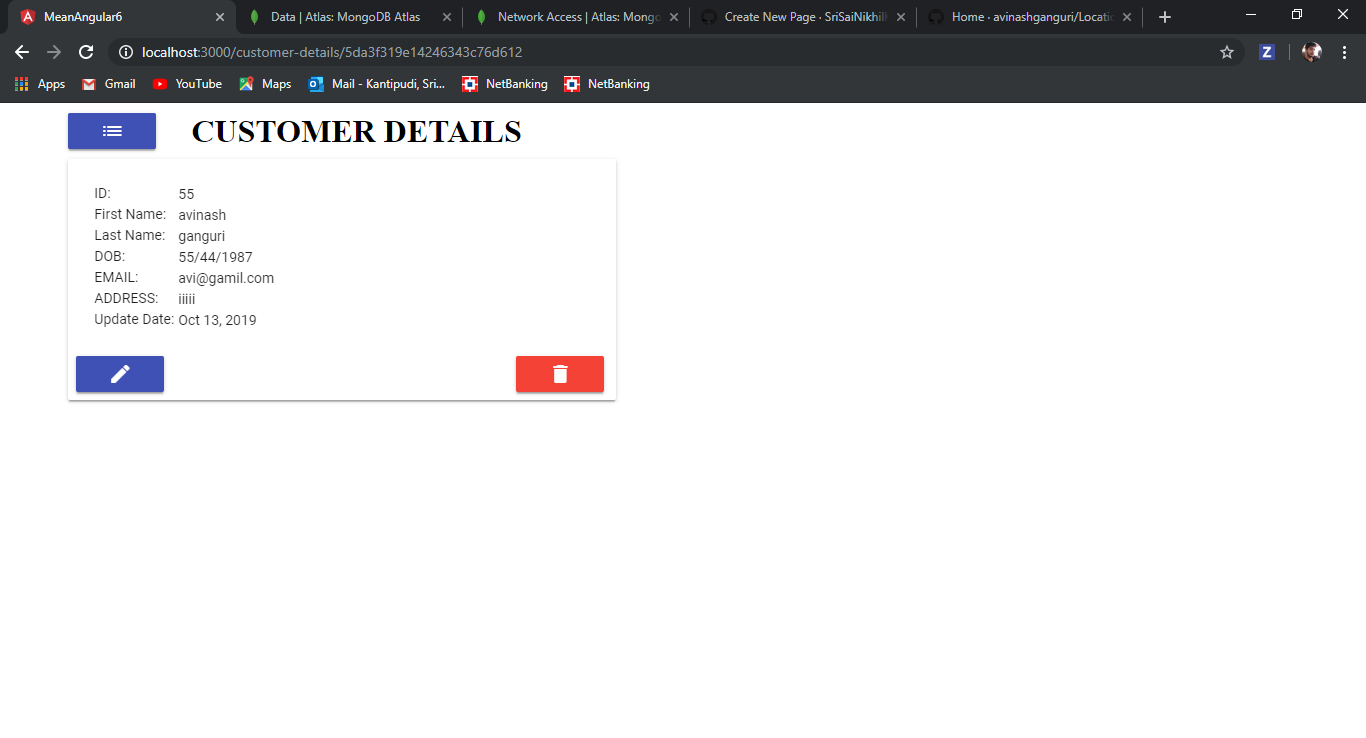 MeanAngular6
Data | Atlas: MongoDB Atlas
Network Access | Atlas: Mongo
Create New Page · SriSaiNikhil
Home · avinashganguri/Locatio
localhost:3000/customer-details/5da3f319e14246343c76d612
Z
Apps
Gmail
YouTube
Maps
Mail - Kantipudi, Sri...
NetBanking
NetBanking
CUSTOMER DETAILS
ID: 55
First Name: avinash
Last Name: ganguri
DOB: 55/44/1987
EMAIL: avi@gamil.com
ADDRESS: iiiii
Update Date: Oct 13, 2019